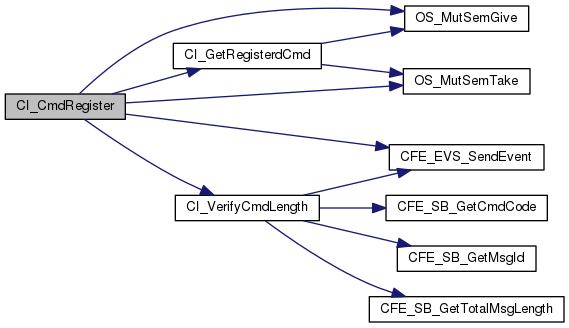 OS_MutSemGive
CI_GetRegisterdCmd
OS_MutSemTake
CI_CmdRegister
CFE_EVS_SendEvent
CI_VerifyCmdLength
CFE_SB_GetCmdCode
CFE_SB_GetMsgId
CFE_SB_GetTotalMsgLength